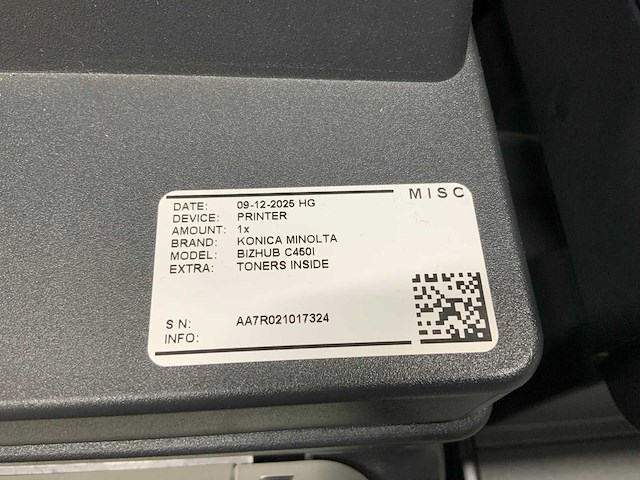 MISC
DATE: 09-12-2025 HG
DEVICE: PRINTER
AMOUNT: 1x
BRAND: KONICA MINOLTA
MODEL: BIZHUB C450I
EXTRA: TONERS INSIDE
S N: AA7R021017324
INFO: